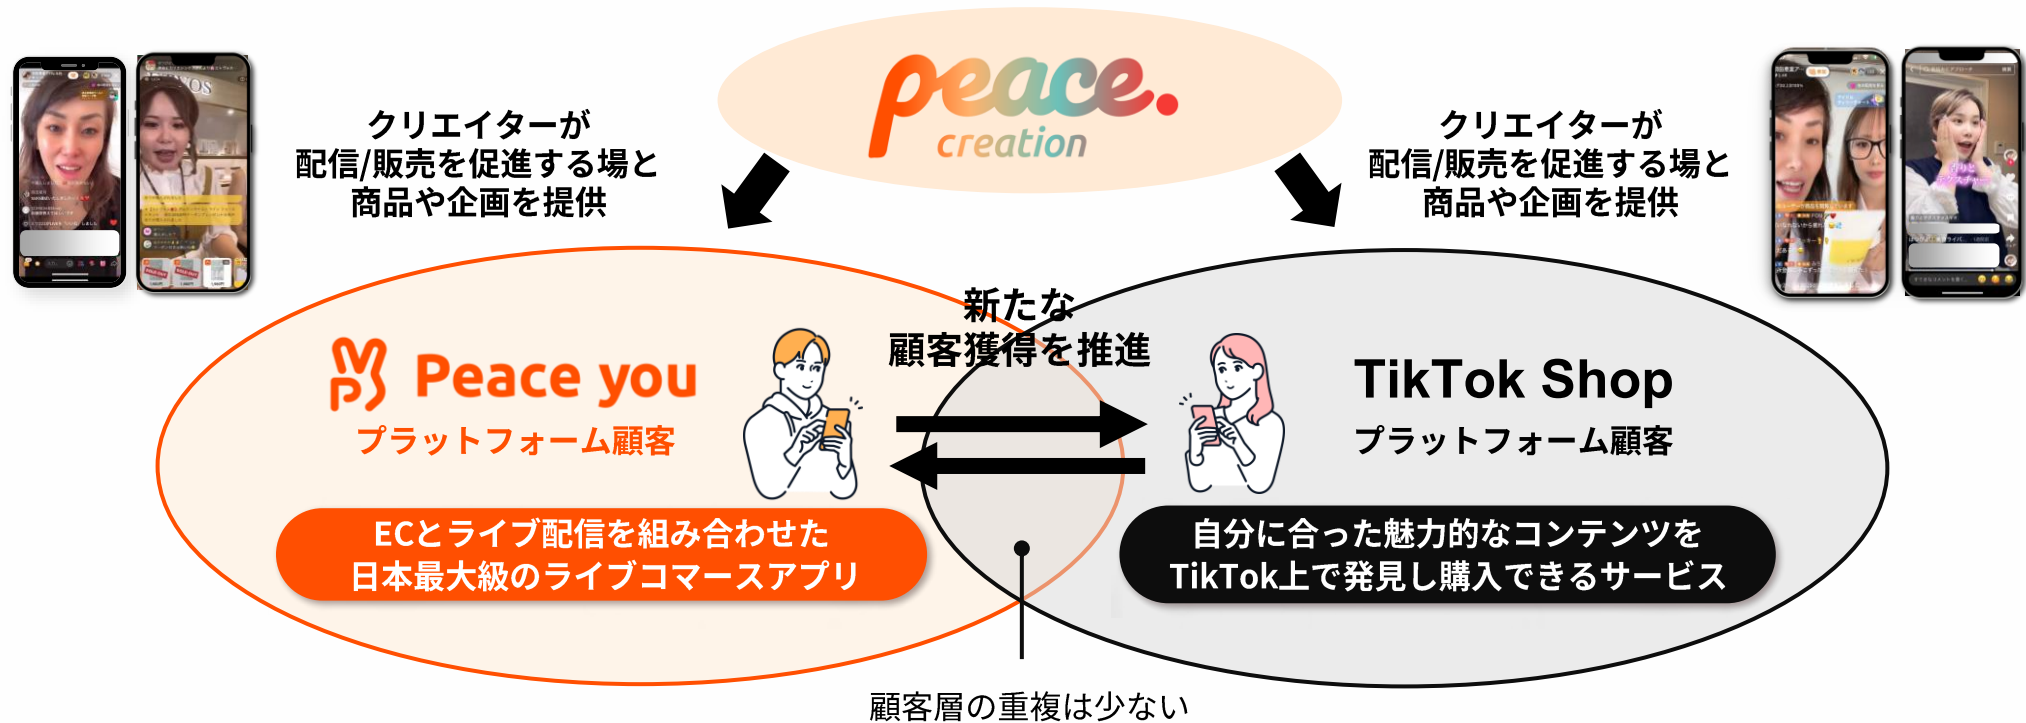 peace.
creation
クリエイターが
配信/販売を促進する場と
商品や企画を提供
クリエイターが
配信/販売を促進する場と
商品や企画を提供
新たな
顧客獲得を推進
Peace you
プラットフォーム顧客
TikTok Shop
プラットフォーム顧客
ECとライブ配信を組み合わせた
日本最大級のライブコマースアプリ
自分に合った魅力的なコンテンツを
TikTok上で発見し購入できるサービス
顧客層の重複は少ない